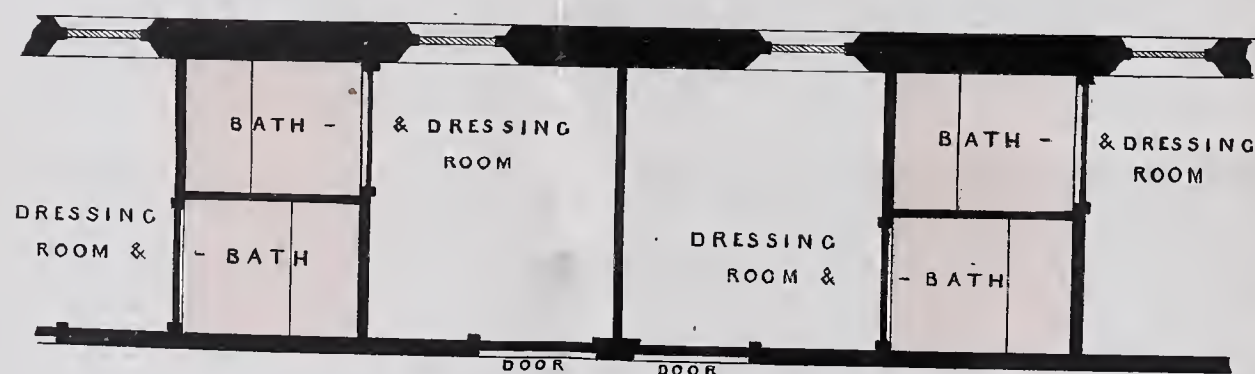 BATH - & DRESSING
ROOM
DRESSING
ROOM & - BATH
BATH - & DRESSING
ROOM
DRESSING
ROOM & - BATH
DOOR DOOR